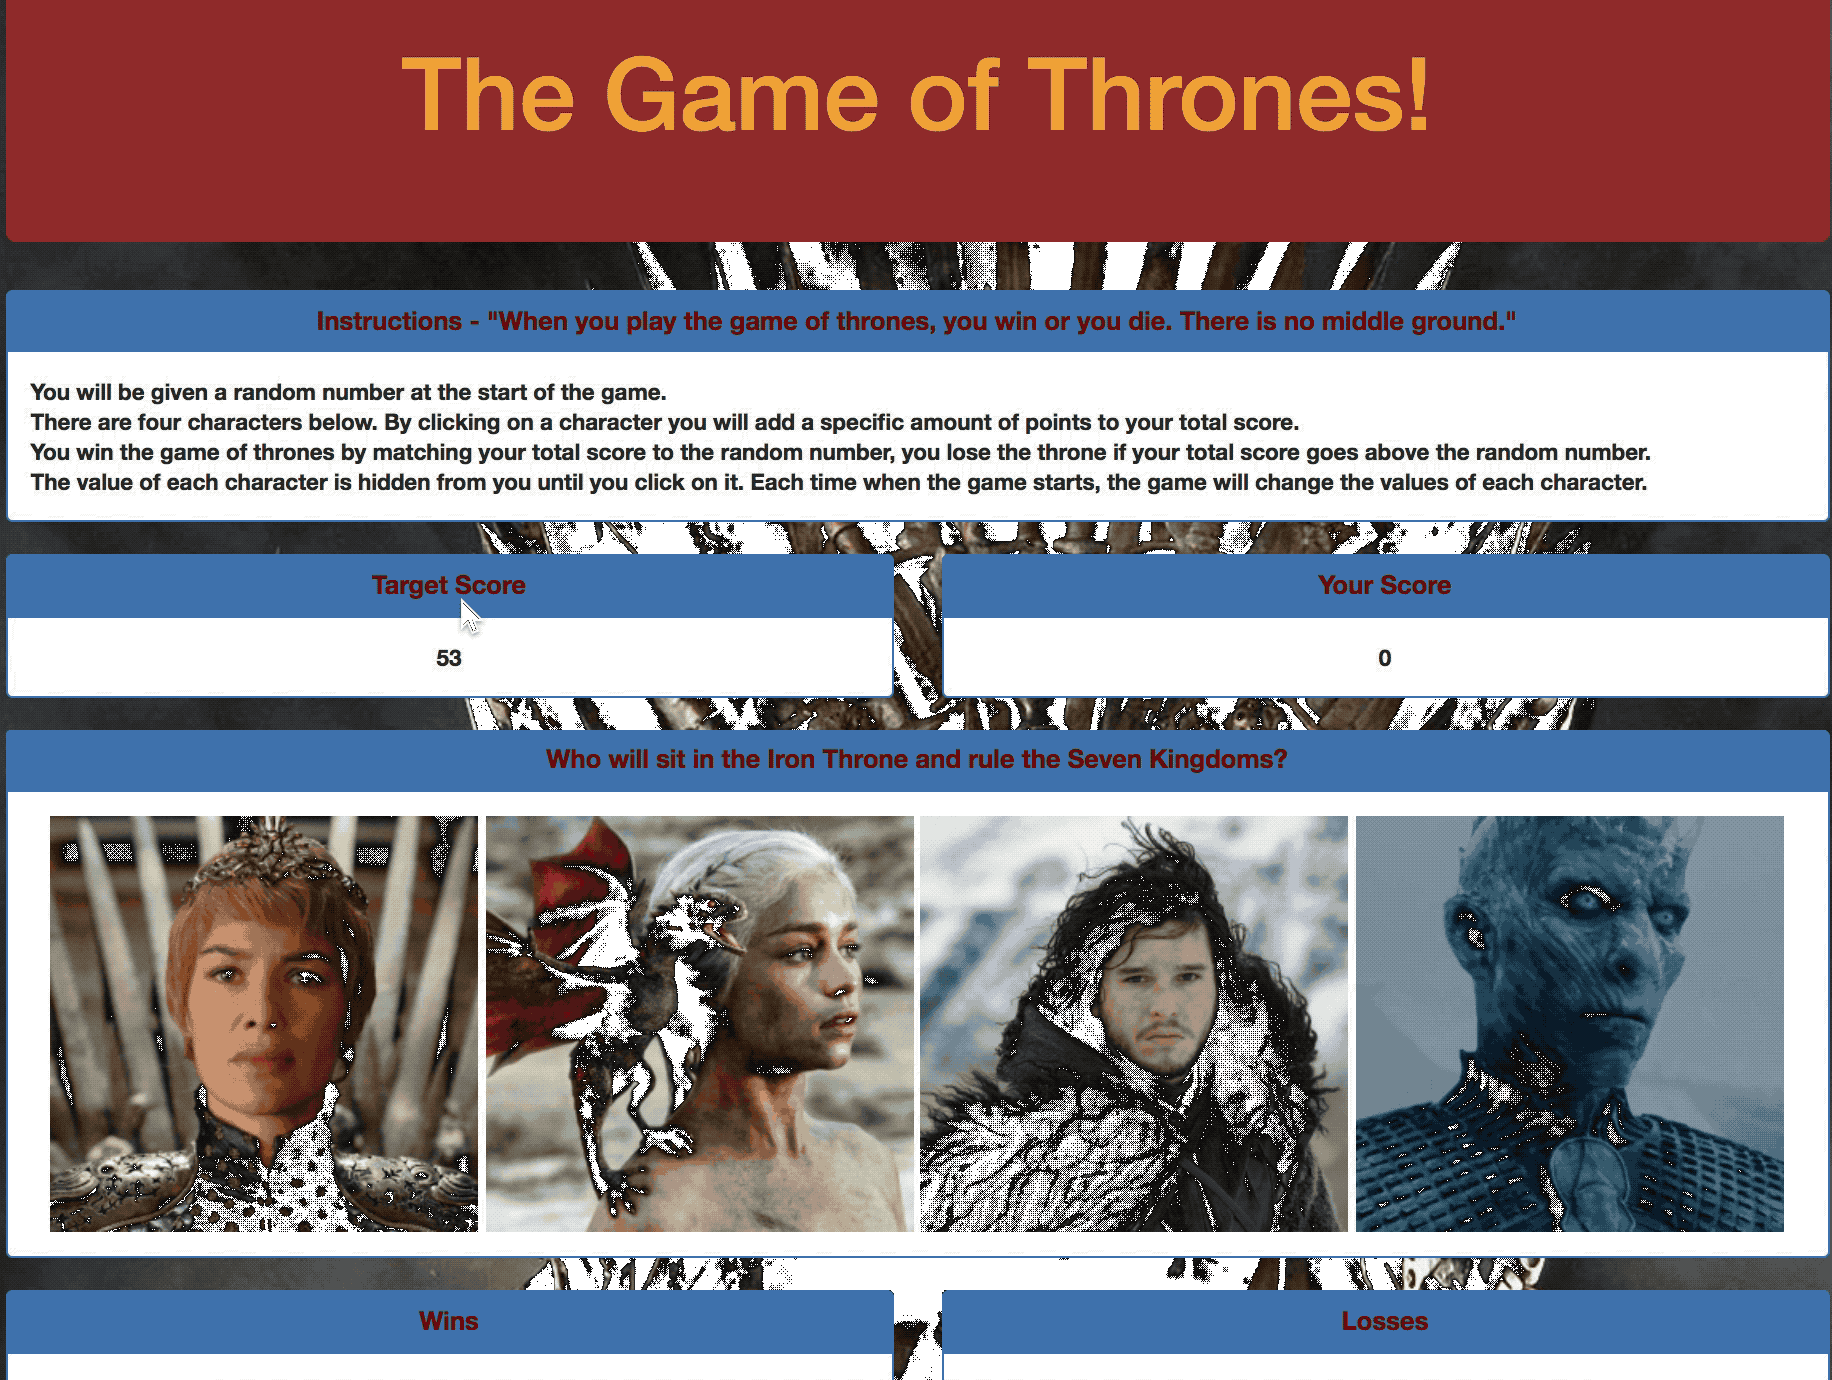 The Game of Thrones!
Instructions - "When you play the game of thrones, you win or you die. There is no middle ground."
You will be given a random number at the start of the game.
There are four characters below. By clicking on a character you will add a specific amount of points to your total score.
You win the game of thrones by matching your total score to the random number, you lose the throne if your total score goes above the random number.
The value of each character is hidden from you until you click on it. Each time when the game starts, the game will change the values of each character.
Target Score
Your Score
53
0
Who will sit in the Iron Throne and rule the Seven Kingdoms?
Wins
Losses